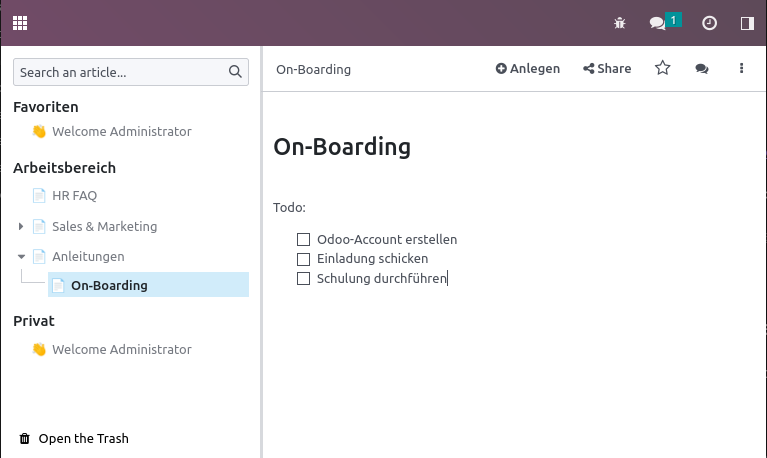 1
Search an article...
Favoriten
Welcome Administrator
Arbeitsbereich
HR FAQ
Sales & Marketing
Anleitungen
On-Boarding
Privat
Welcome Administrator
Open the Trash
On-Boarding
Anlegen
Share
On-Boarding
Todo:
Odoo-Account erstellen
Einladung schicken
Schulung durchführen